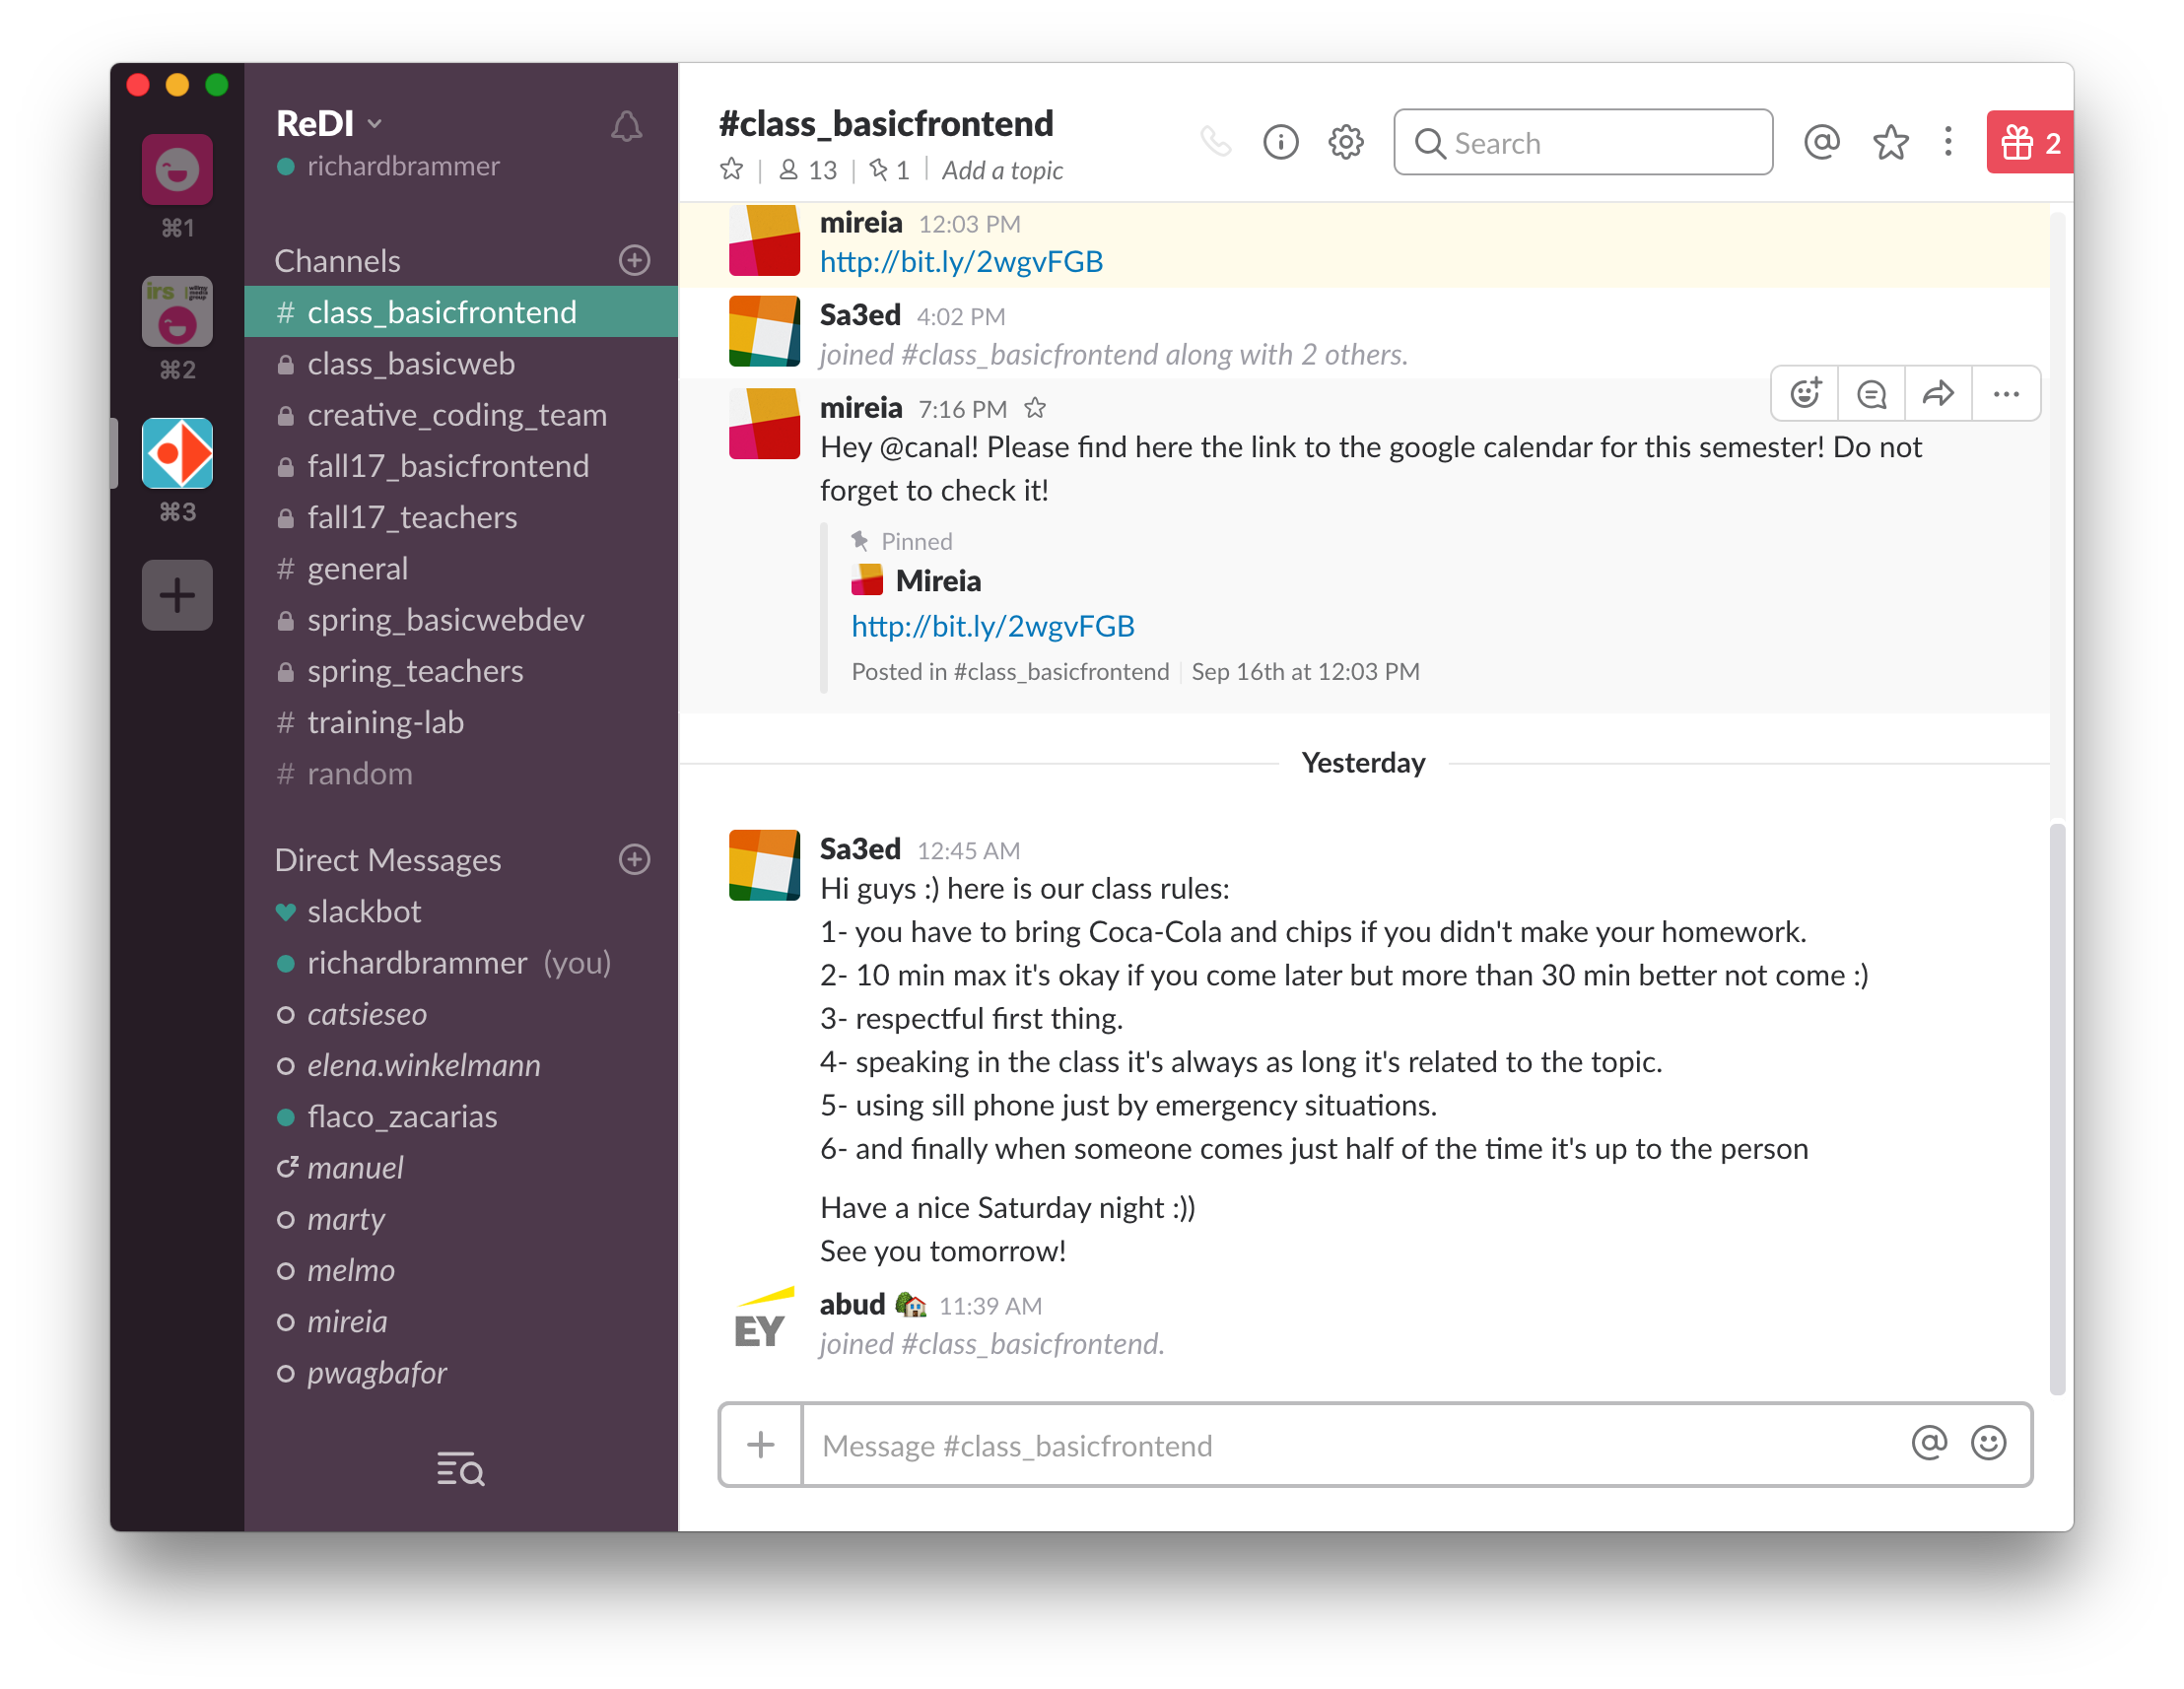 ReDI
richardbrammer
⌘1
irs
⌘2
⌘3
Channels
# class_basicfrontend
class_basicweb
creative_coding_team
fall17_basicfrontend
fall17_teachers
# general
spring_basicwebdev
spring_teachers
# training-lab
# random
Direct Messages
slackbot
richardbrammer (you)
catsieseo
elena.winkelmann
flaco_zacarias
manuel
marty
melmo
mireia
pwagbafor
#class_basicfrontend
13 | 1 | Add a topic
Search
2
mireia 12:03 PM
http://bit.ly/2wgvFGB
Sa3ed 4:02 PM
joined #class_basicfrontend along with 2 others.
mireia 7:16 PM
Hey @canal! Please find here the link to the google calendar for this semester! Do not
forget to check it!
Pinned
Mireia
http://bit.ly/2wgvFGB
Posted in #class_basicfrontend | Sep 16th at 12:03 PM
Yesterday
Sa3ed 12:45 AM
Hi guys :) here is our class rules:
1- you have to bring Coca-Cola and chips if you didn't make your homework.
2- 10 min max it's okay if you come later but more than 30 min better not come :)
3- respectful first thing.
4- speaking in the class it's always as long it's related to the topic.
5- using sill phone just by emergency situations.
6- and finally when someone comes just half of the time it's up to the person
Have a nice Saturday night :))
See you tomorrow!
EY
abud 11:39 AM
joined #class_basicfrontend.
Message #class_basicfrontend